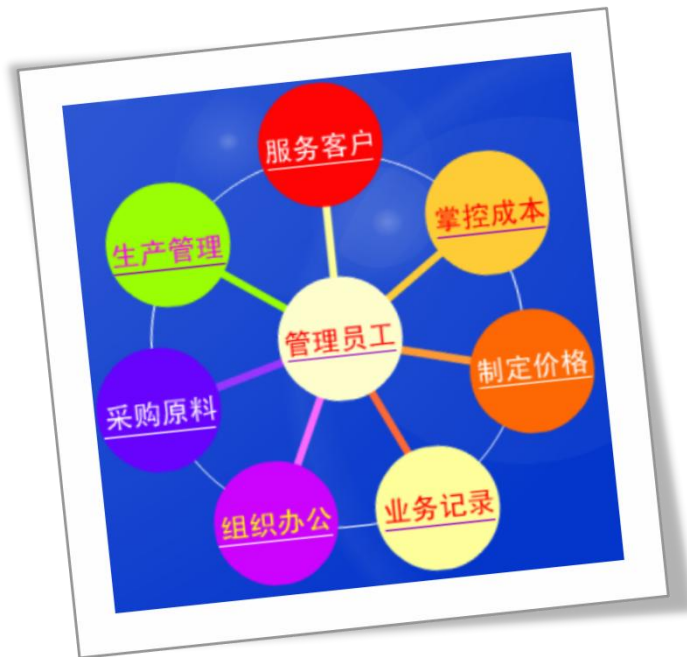 服务客户
掌控成本
生产管理
管理员工
制定价格
采购原料
业务记录
组织办公